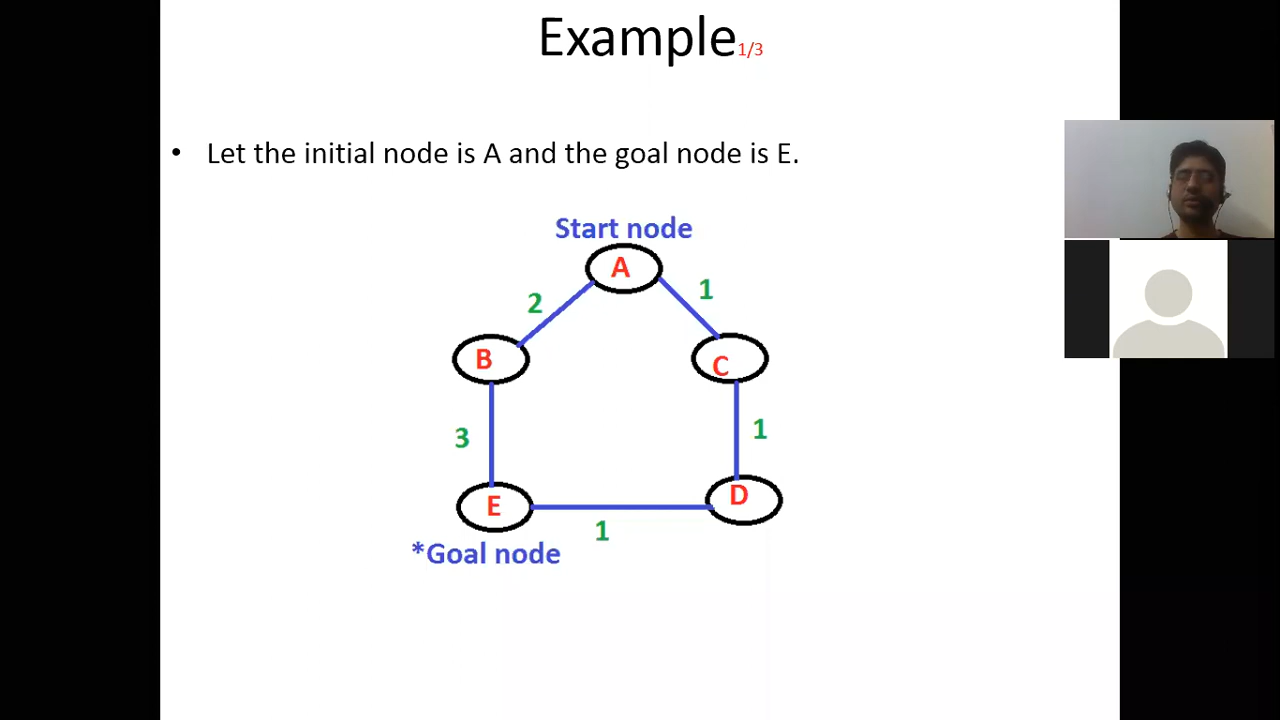 Example1/3
• Let the initial node is A and the goal node is E.
Start node
A
2
1
B
C
3
1
E
D
1
*Goal node